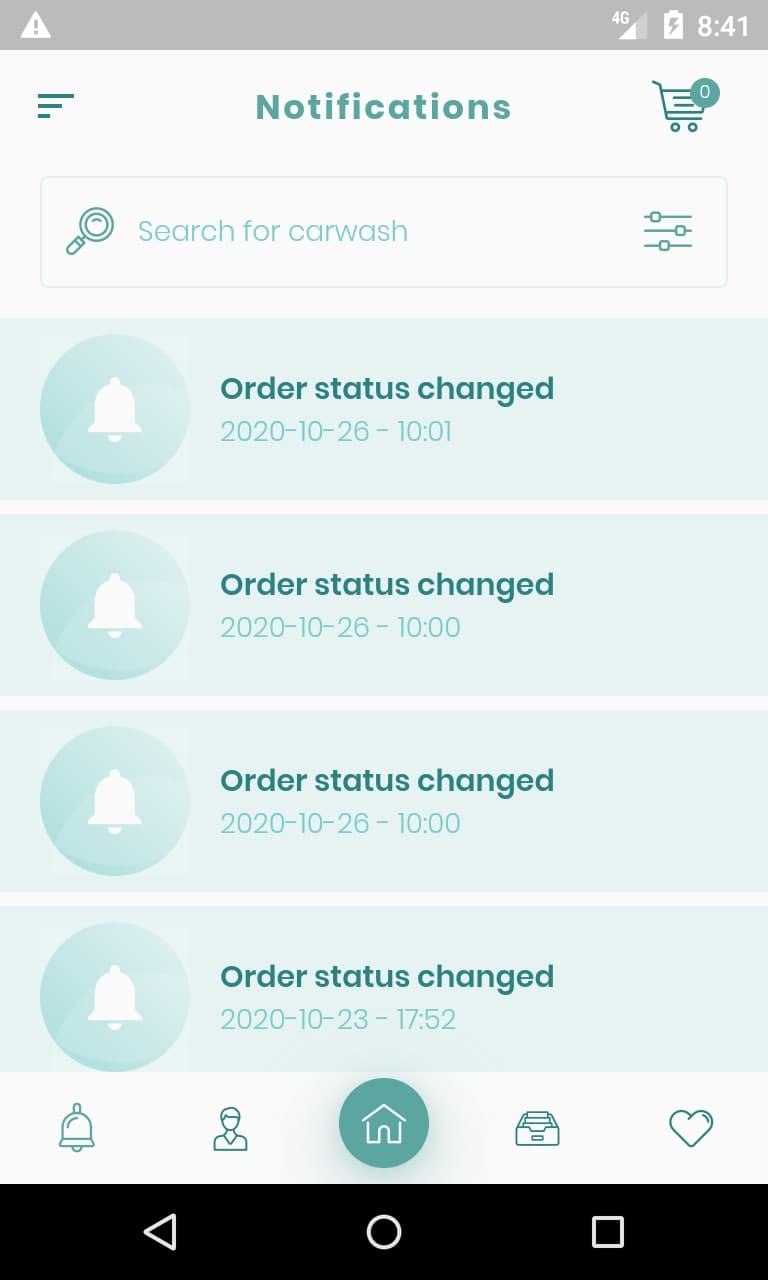 4G 8:41
Notifications
0
Search for carwash
Order status changed
2020-10-26 - 10:01
Order status changed
2020-10-26 - 10:00
Order status changed
2020-10-26 - 10:00
Order status changed
2020-10-23 - 17:52